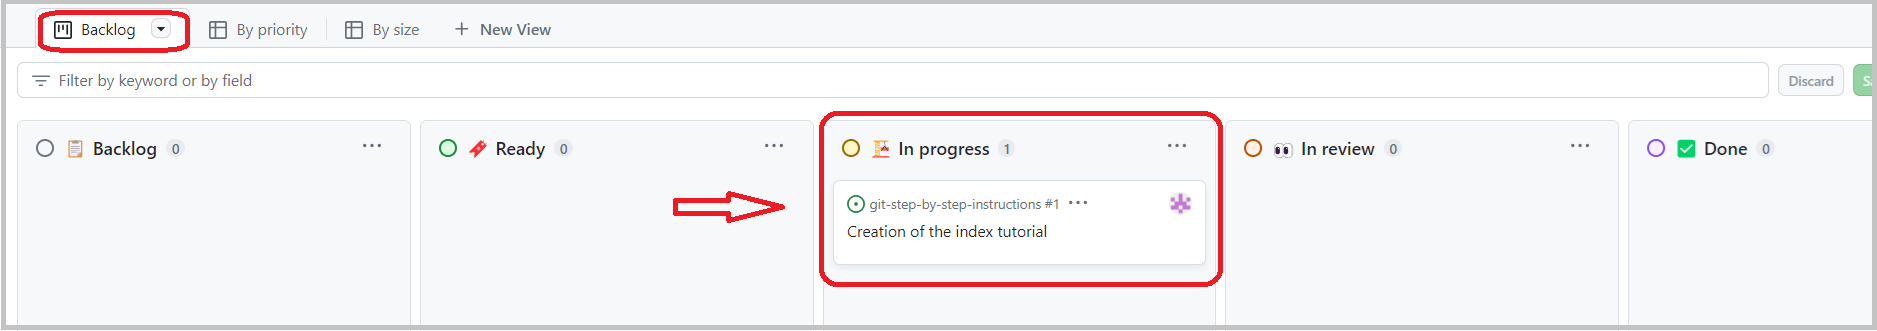 Backlog By priority By size + New View
Filter by keyword or by field Discard
Backlog 0 Ready 0 In progress 1 In review 0 Done 0
git-step-by-step-instructions #1
Creation of the index tutorial